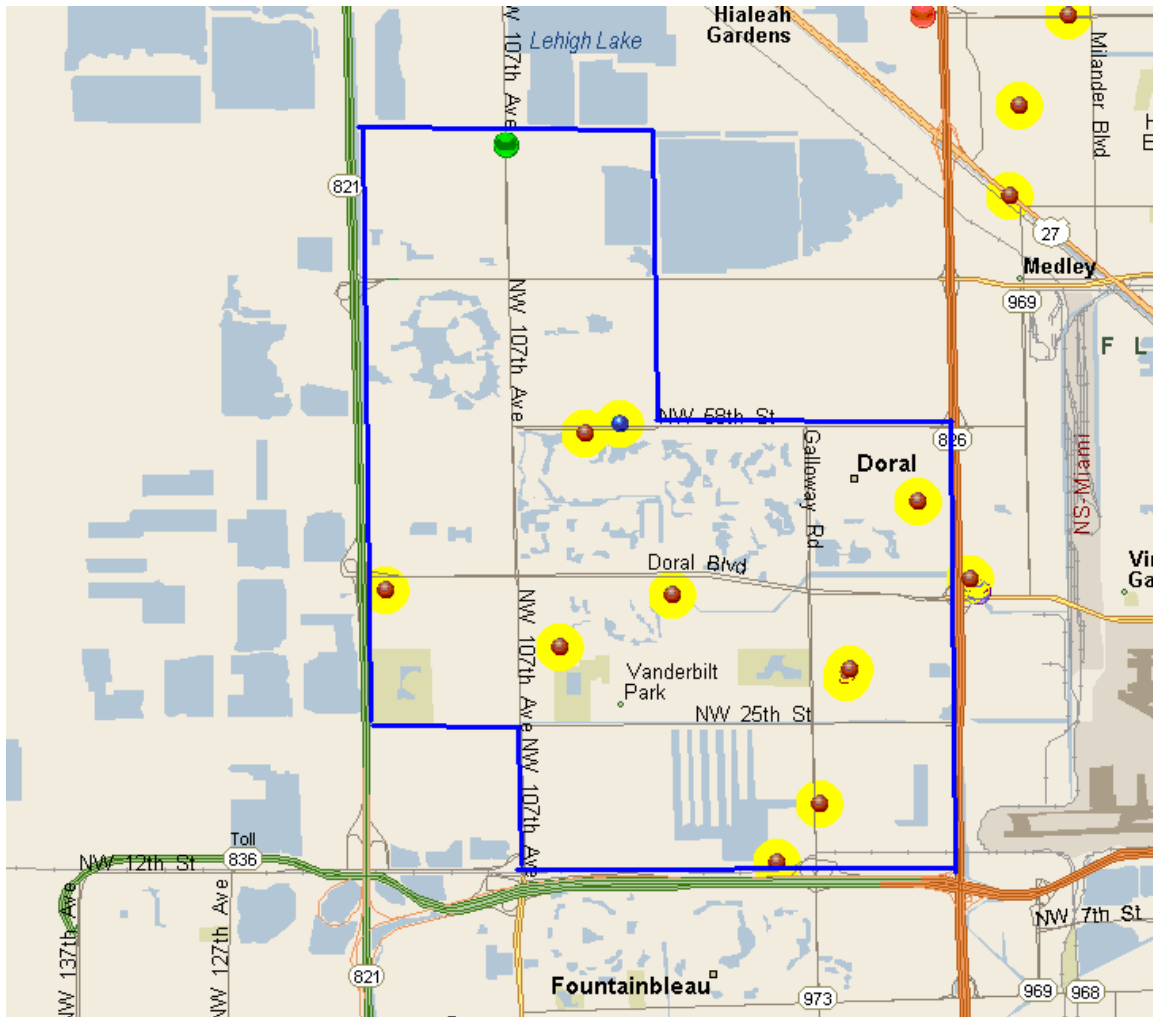 Hialeah
Gardens
Lehigh Lake
NW 107th Ave
Milander Blvd
821
27
Medley
969
NW 107th Ave
F L
NW 58th St
826
Doral
Galloway Rd
NS-Miami
Doral Blvd
NW 107th Ave
Vanderbilt
Park
NW 25th St
NW 107th Ave
Toll
836
NW 12th St
NW 137th Ave
NW 127th Ave
NW 7th St
821
Fountainbleau
973
969
968